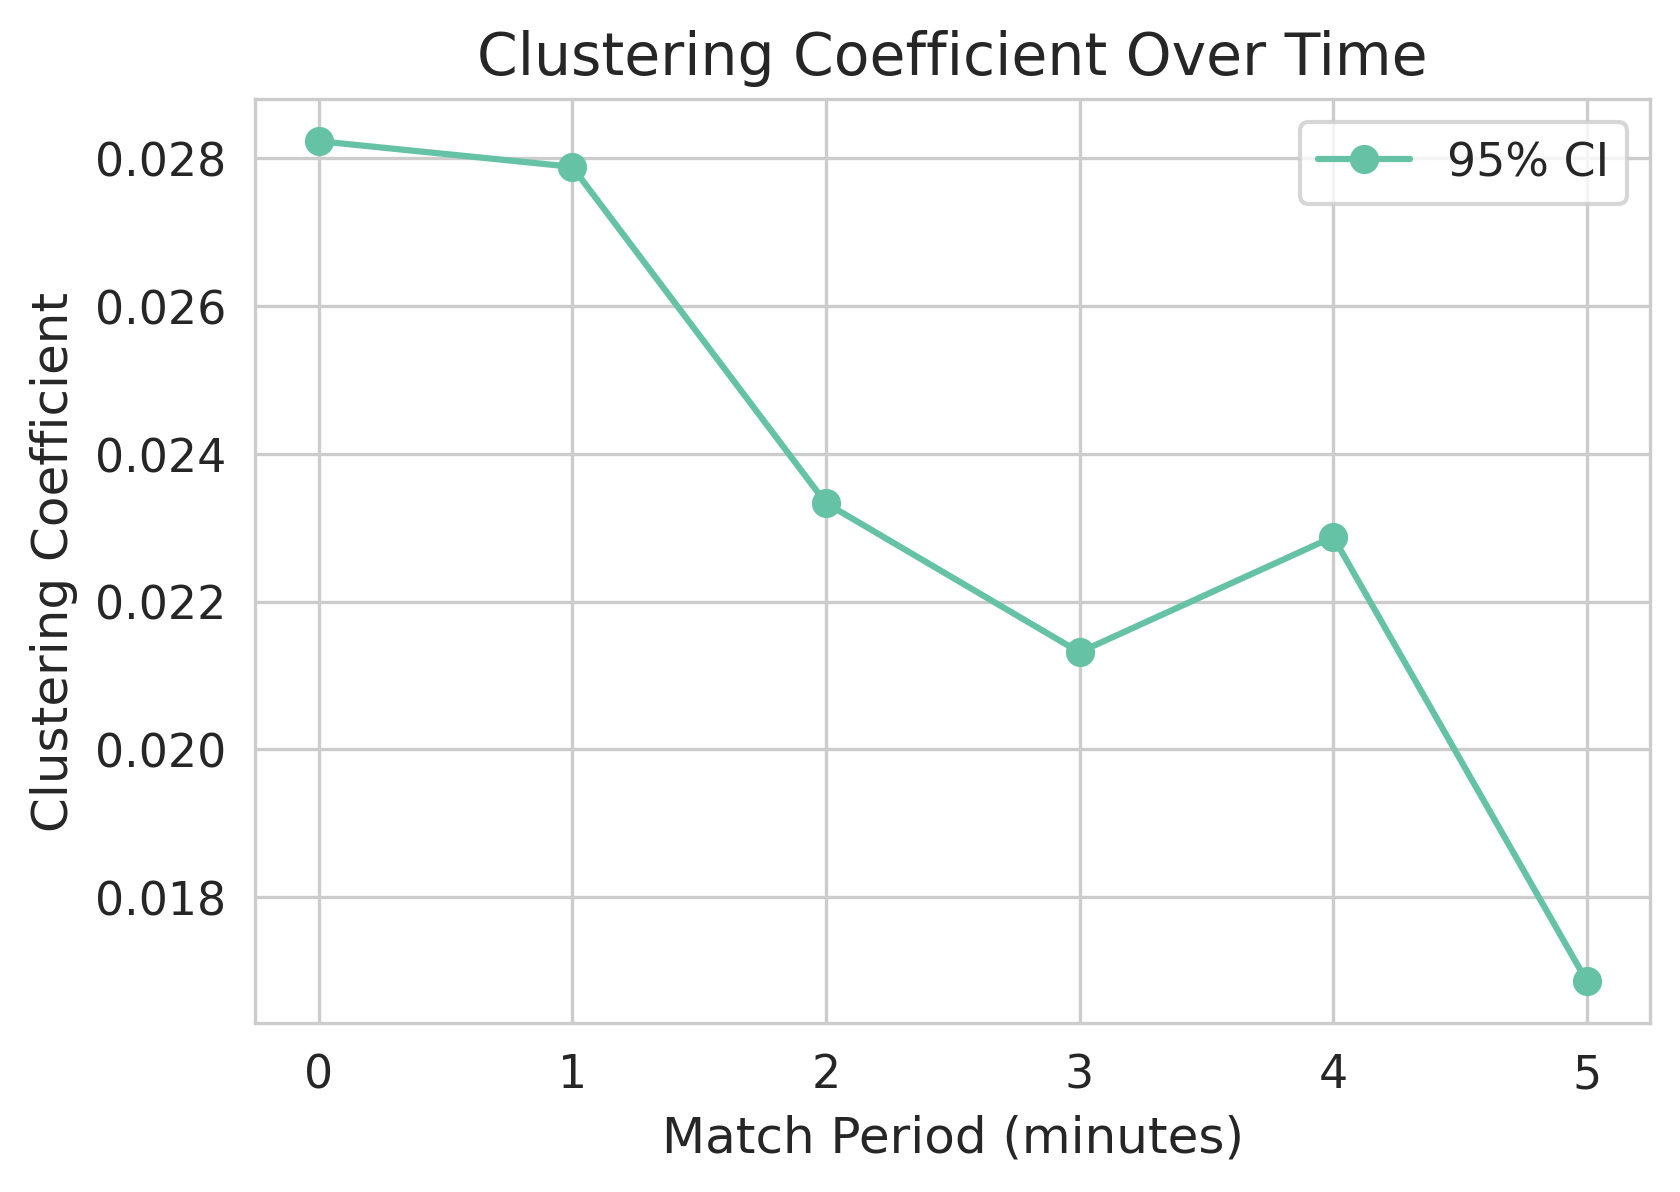 Clustering Coefficient Over Time
95% CI
Clustering Coefficient
0.028
0.026
0.024
0.022
0.020
0.018
0 1 2 3 4 5
Match Period (minutes)